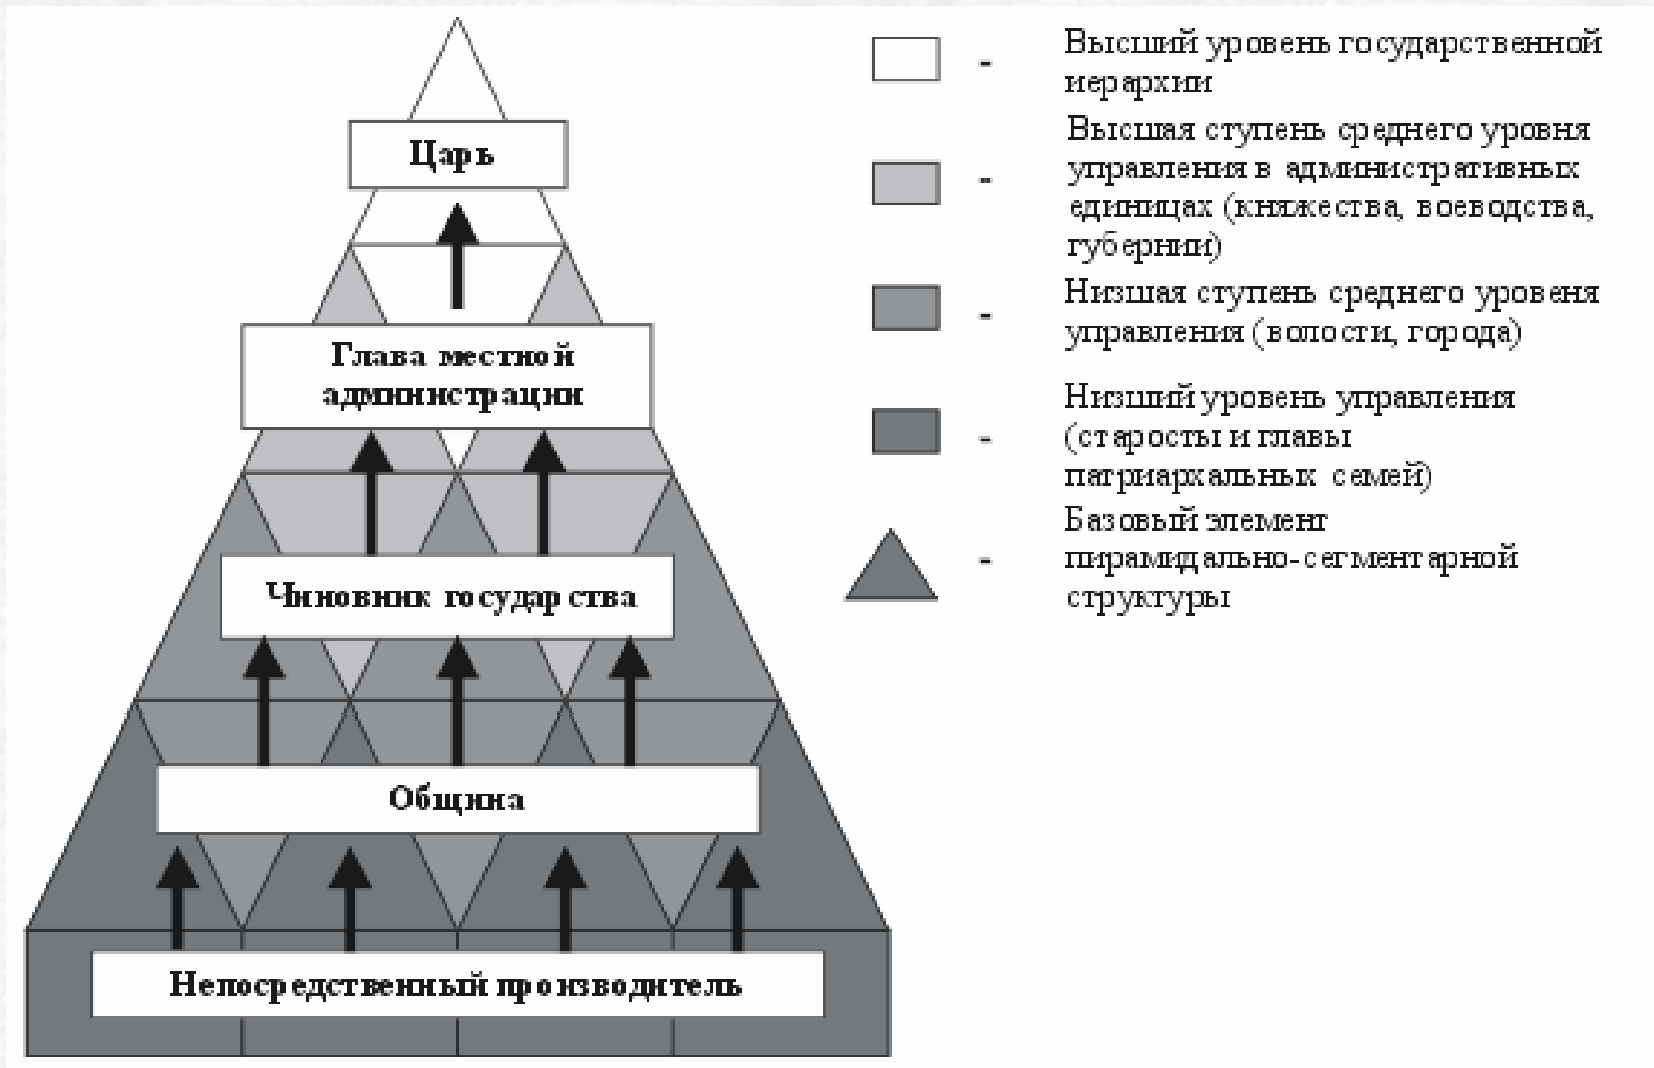 Царь
Глава местной
администрации
Чиновник государства
Община
Непосредственный производитель
- Высший уровень государственной
иерархии
- Высшая ступень среднего уровня
управления в административных
единицах (княжества, воеводства,
губернии)
- Низшая ступень среднего уровеня
управления (волости, города)
- Низший уровень управления
(старосты и главы
патриархальных семей)
- Базовый элемент
пирамидально-сегментарной
структуры